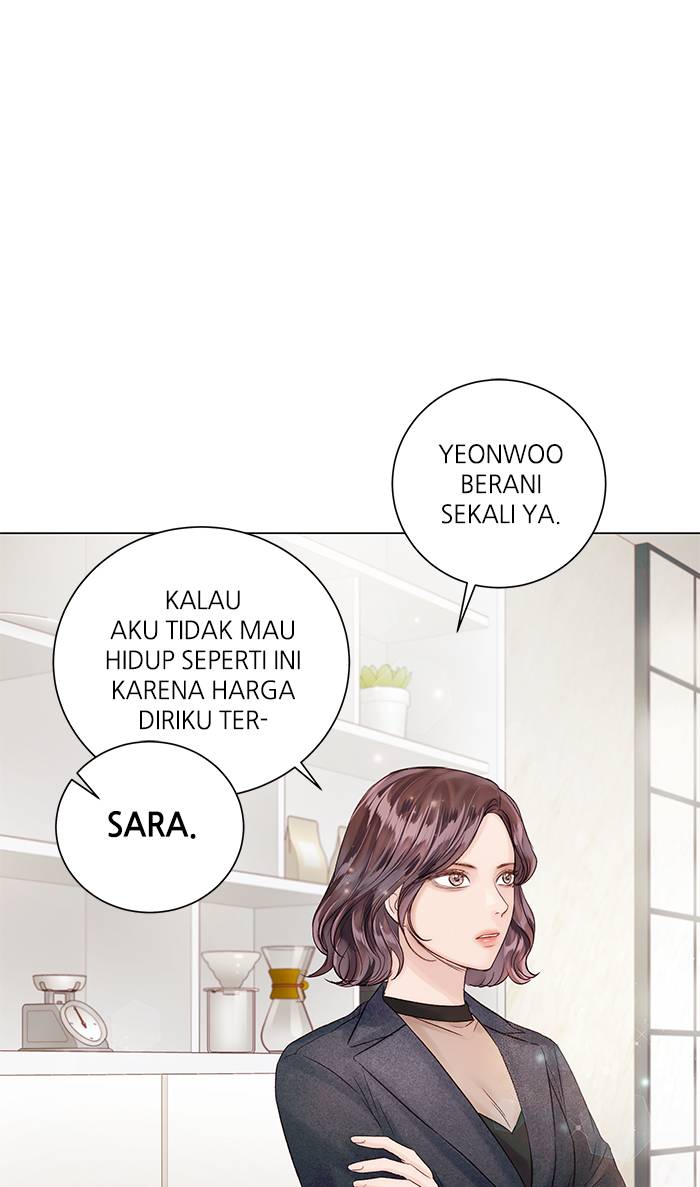 YEONWOO
BERANI
SEKALI YA.
KALAU
AKU TIDAK MAU
HIDUP SEPERTI INI
KARENA HARGA
DIRIKU TER-
SARA.